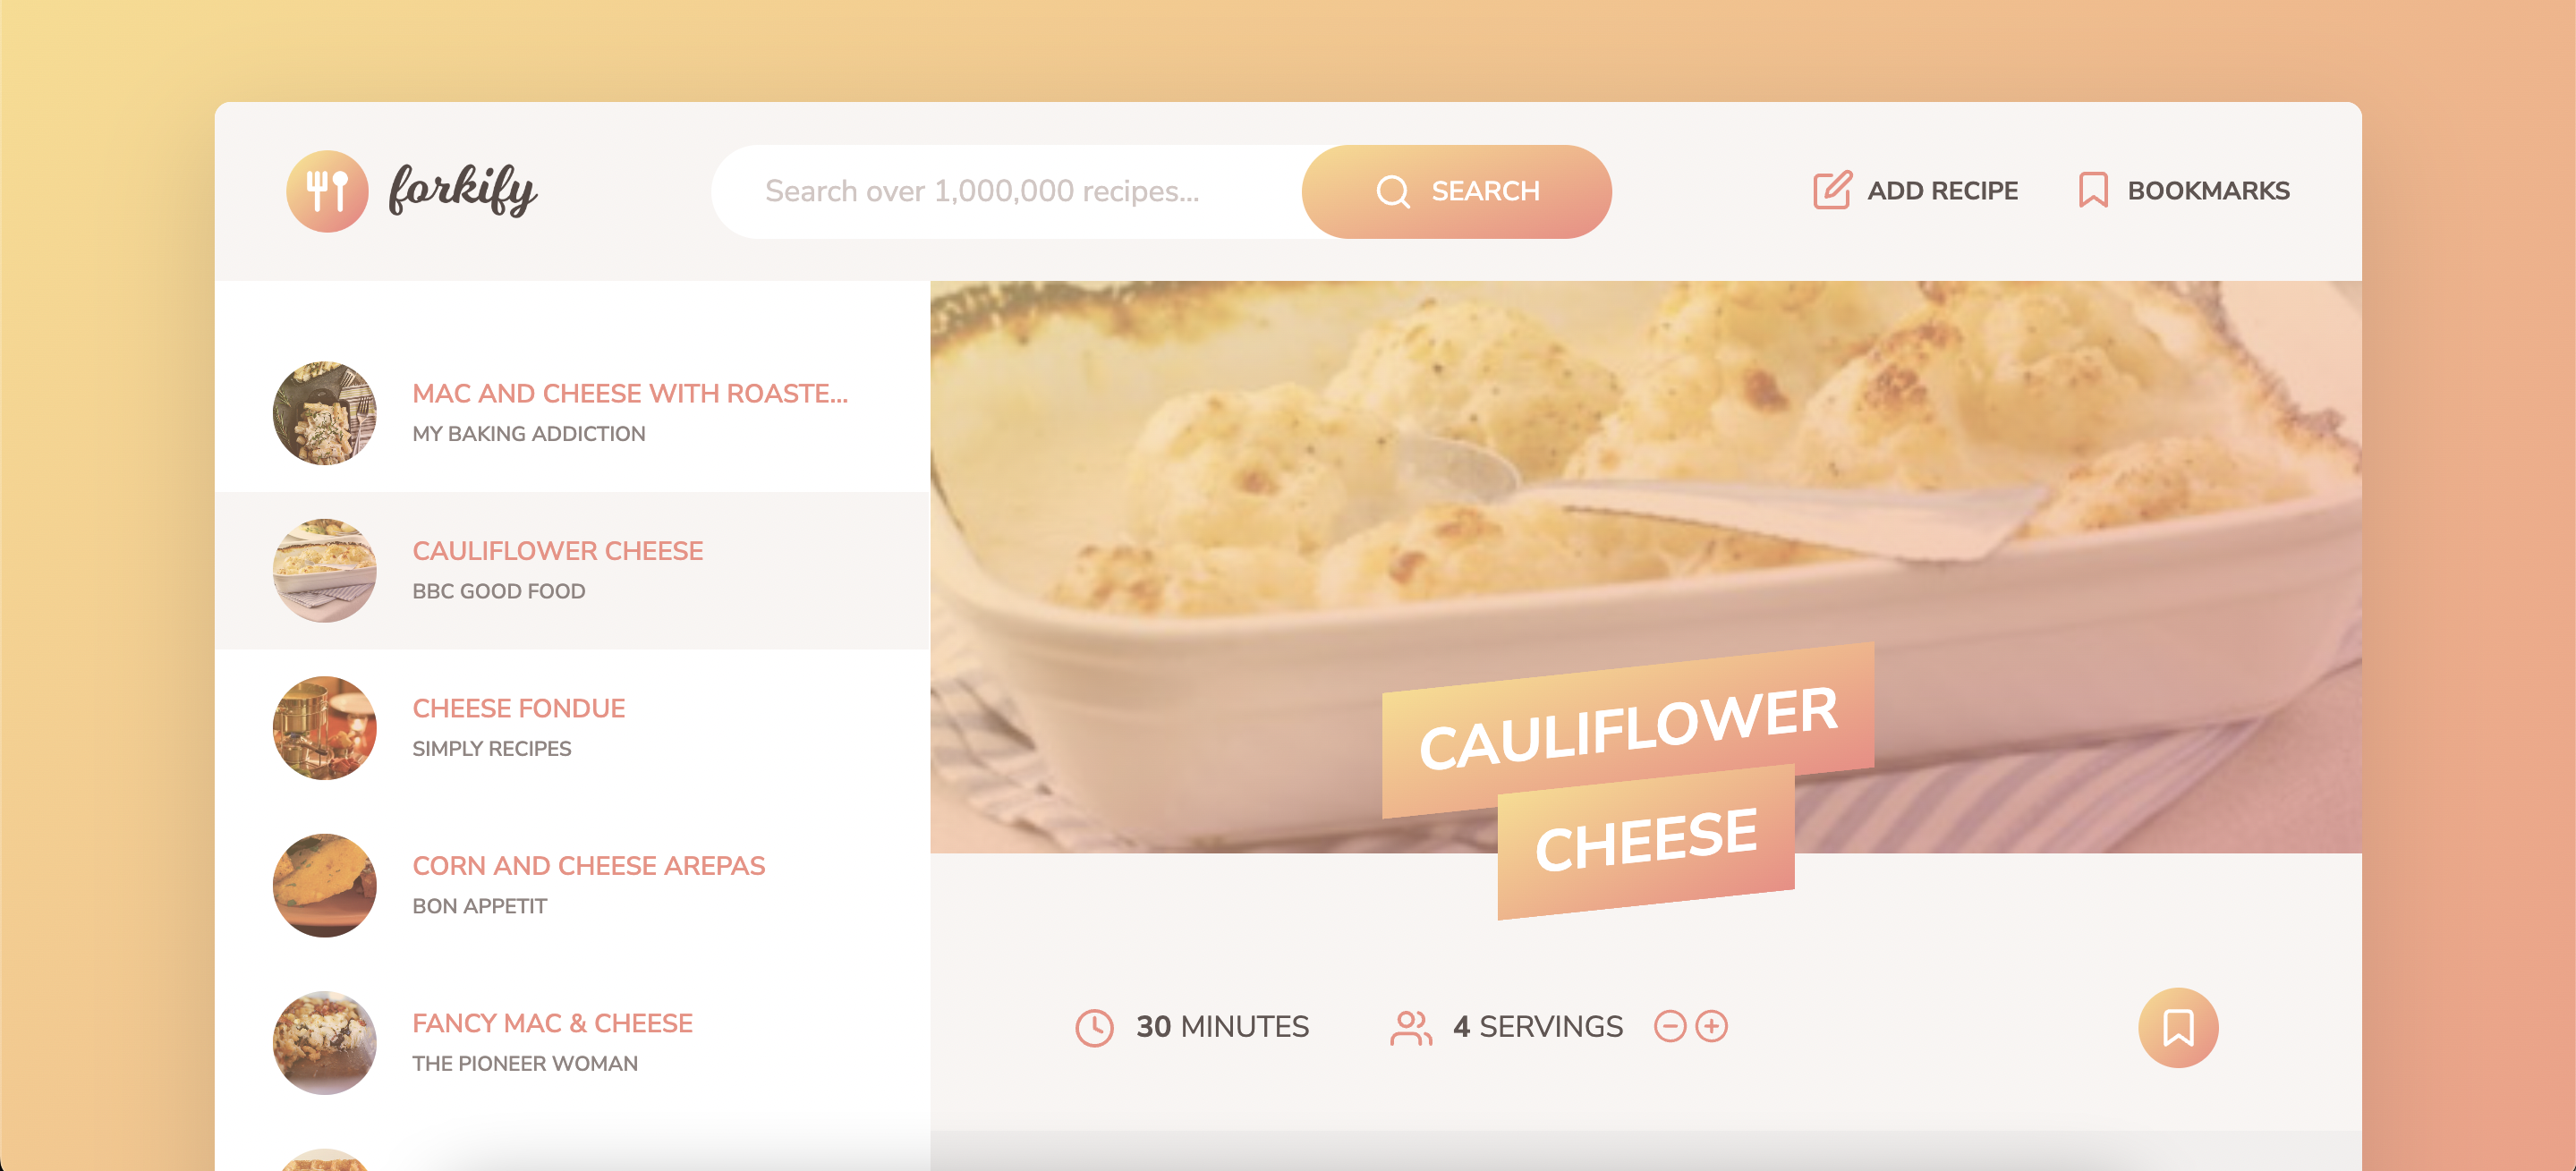 forkify
Search over 1,000,000 recipes...
SEARCH
ADD RECIPE
BOOKMARKS
MAC AND CHEESE WITH ROASTE...
MY BAKING ADDICTION
CAULIFLOWER CHEESE
BBC GOOD FOOD
CHEESE FONDUE
SIMPLY RECIPES
CORN AND CHEESE AREPAS
BON APPETIT
FANCY MAC & CHEESE
THE PIONEER WOMAN
CAULIFLOWER
CHEESE
30 MINUTES
4 SERVINGS